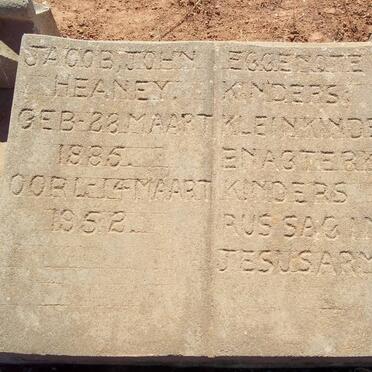 JACOB JOHN
HEANEY.
GEB-28.MAART
1885.
OORL-14-MAART
1952.
EGGENOTE
KINDERS:
KLEINKINDE
EN AGTERK
KINDERS
RUS SAG IN
JESUS ARM